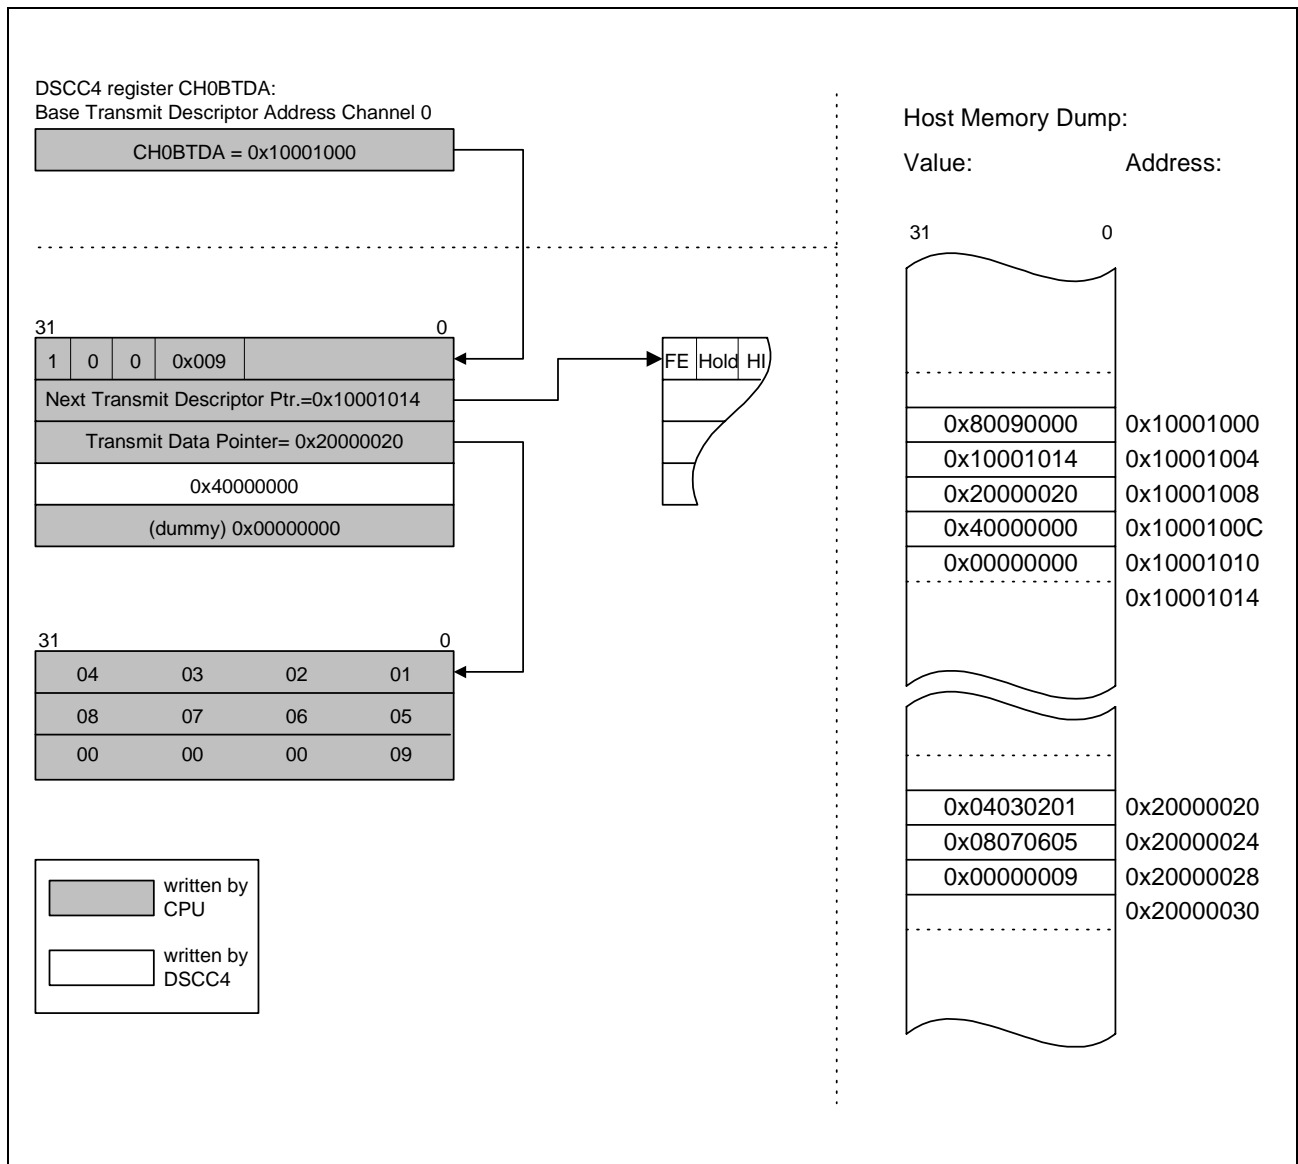 DSCC4 register CH0BTDA:
Base Transmit Descriptor Address Channel 0
CH0BTDA = 0x10001000
31 0
1 0 0 0x009
Next Transmit Descriptor Ptr.=0x10001014
Transmit Data Pointer= 0x20000020
0x40000000
(dummy) 0x00000000
FE Hold HI
31 0
04 03 02 01
08 07 06 05
00 00 00 09
written by
CPU
written by
DSCC4
Host Memory Dump:
Value: Address:
31 0
0x80090000 0x10001000
0x10001014 0x10001004
0x20000020 0x10001008
0x40000000 0x1000100C
0x00000000 0x10001010
0x10001014
0x04030201 0x20000020
0x08070605 0x20000024
0x00000009 0x20000028
0x20000030